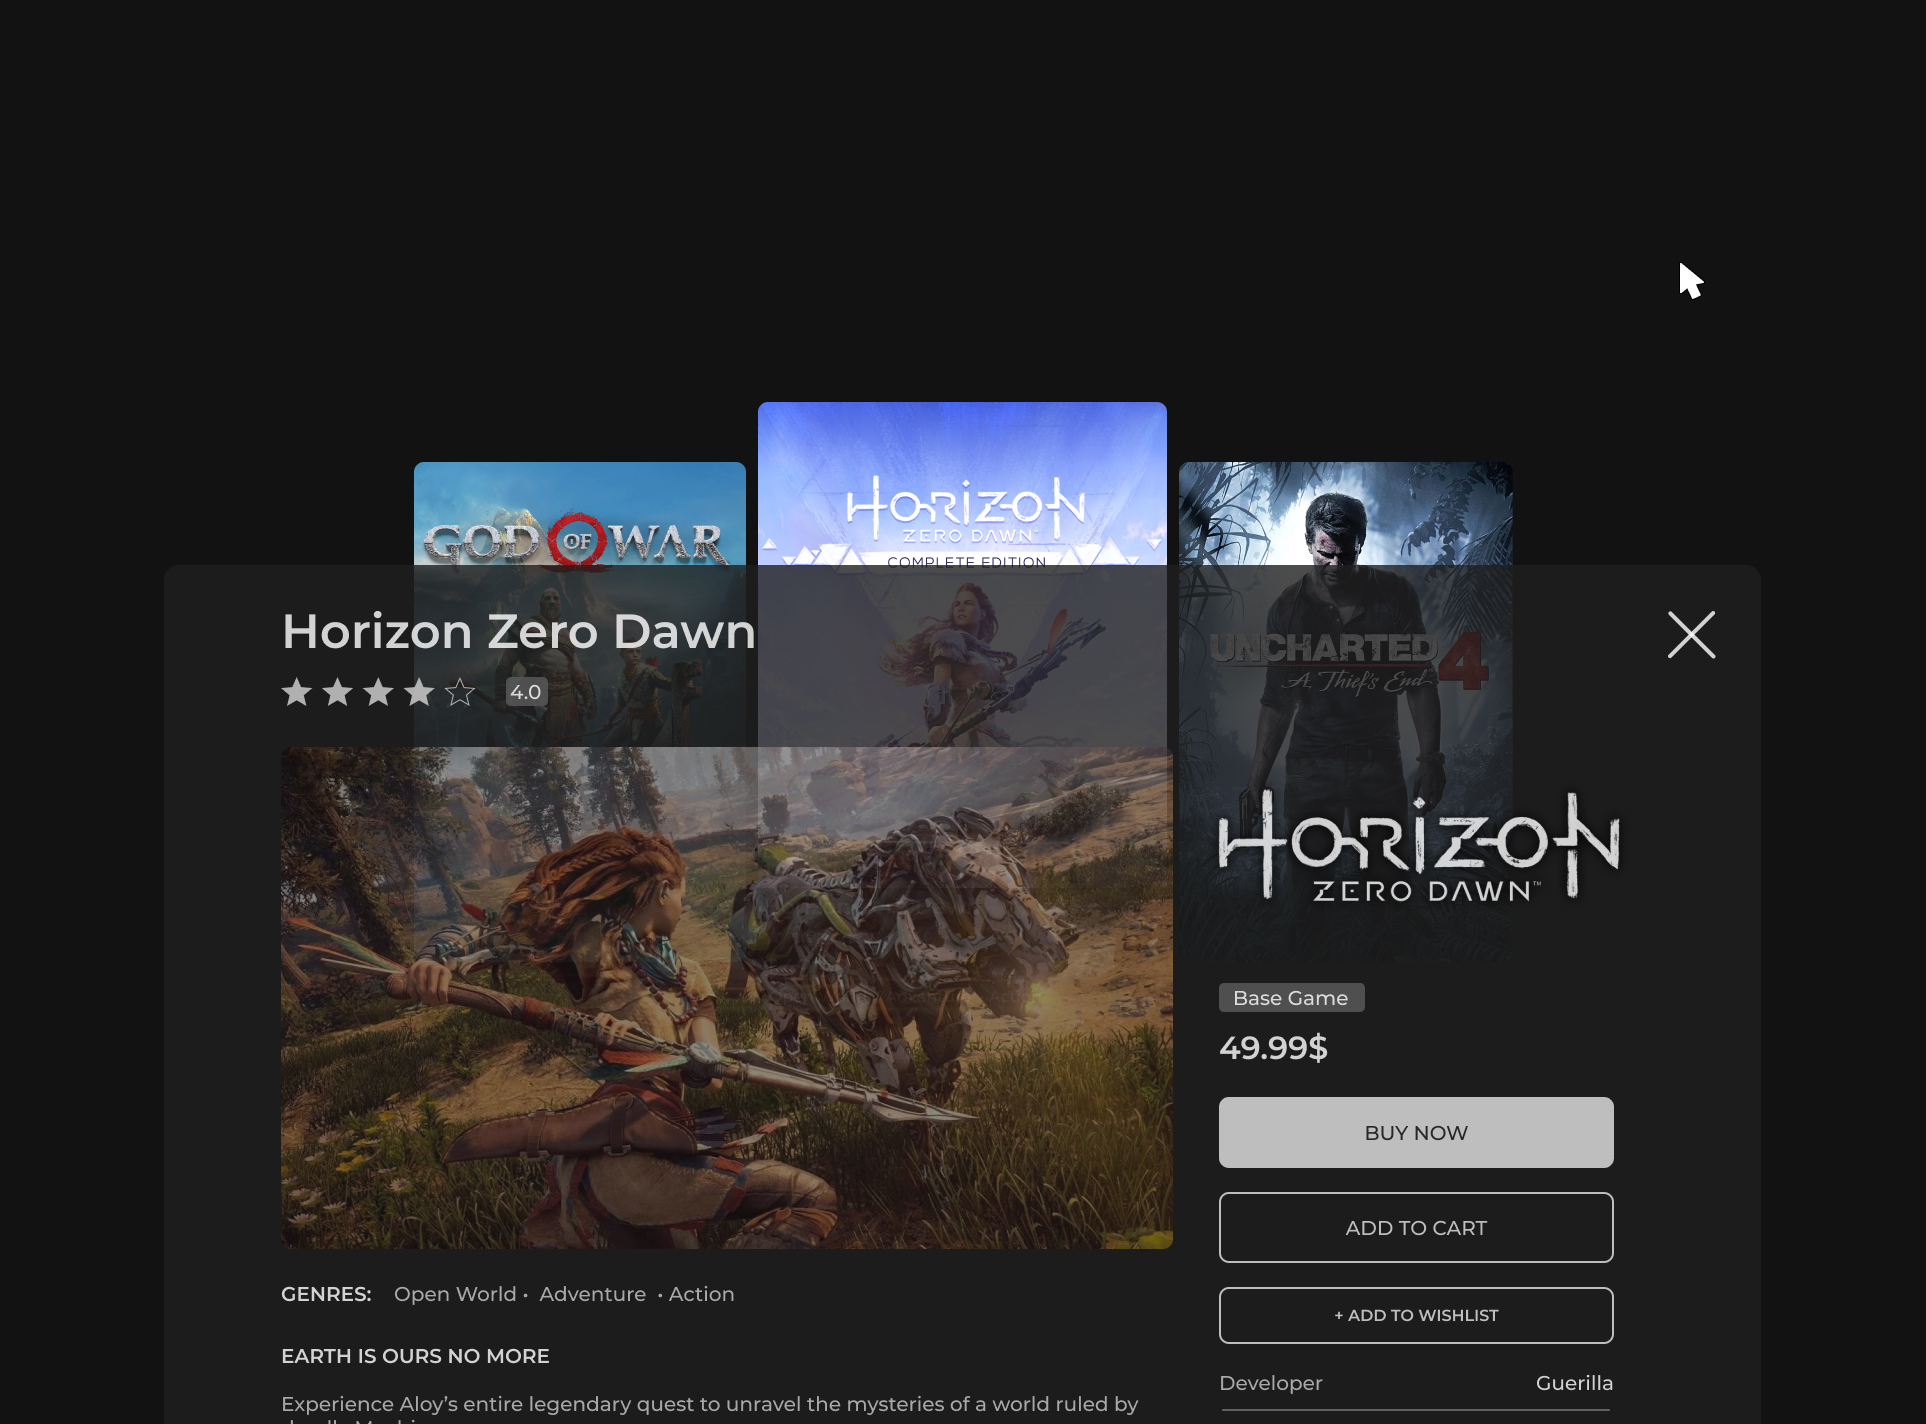 HORIZON
ZERO DAWN
COMPLETE EDITION
GOD OF WAR
Horizon Zero Dawn
4.0
UNCHARTED 4
A Thief's End
HORIZON
ZERO DAWN™
Base Game
49.99$
BUY NOW
ADD TO CART
+ ADD TO WISHLIST
Developer Guerilla
GENRES: Open World • Adventure • Action
EARTH IS OURS NO MORE
Experience Aloy’s entire legendary quest to unravel the mysteries of a world ruled by